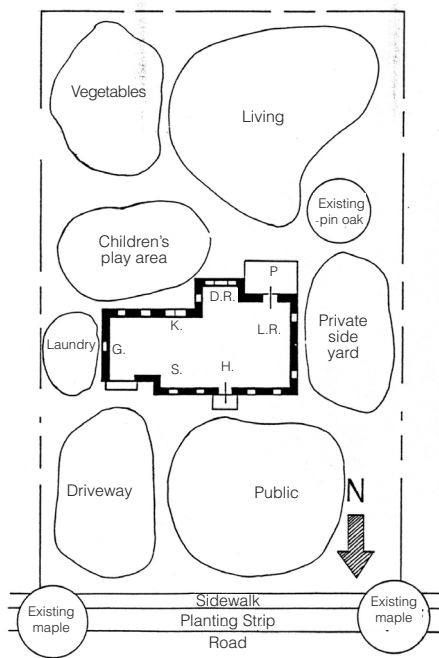 Vegetables
Living
Existing
pin oak
Children's
play area
P
D.R.
K.
L.R.
Private
side
yard
Laundry
G.
S.
H.
Driveway
Public
N
Sidewalk
Existing
maple
Planting Strip
Existing
maple
Road